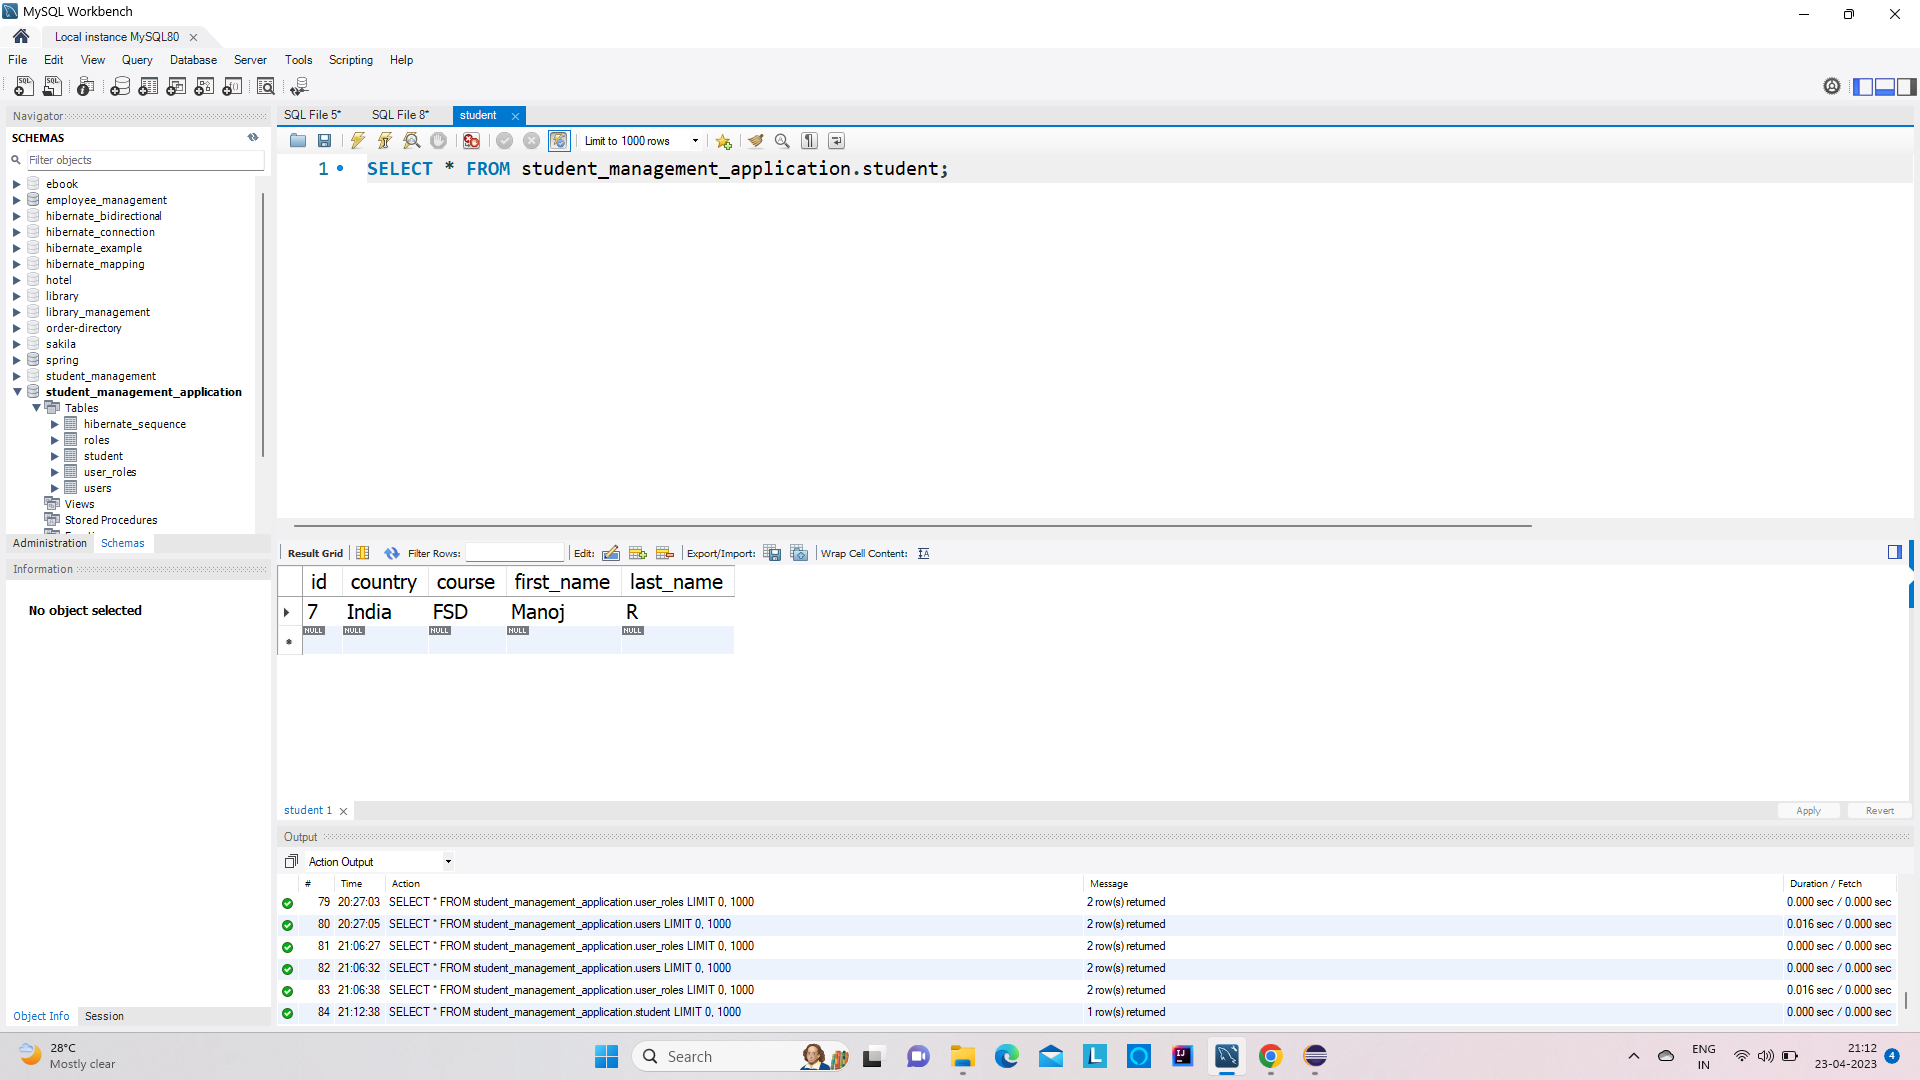 MySQL Workbench
Local instance MySQL80
File Edit View Query Database Server Tools Scripting Help
Navigator
SCHEMAS
Filter objects
ebook
employee_management
hibernate_bidirectional
hibernate_connection
hibernate_example
hibernate_mapping
hotel
library
library_management
order-directory
sakila
spring
student_management
student_management_application
Tables
hibernate_sequence
roles
student
user_roles
users
Views
Stored Procedures
Administration Schemas
Information
No object selected
Object Info Session
SQL File 5* SQL File 8* student
Limit to 1000 rows
1 SELECT * FROM student_management_application.student;
Result Grid Filter Rows: Edit: Export/Import: Wrap Cell Content:
id country course first_name last_name
7 India FSD Manoj R
NULL NULL NULL NULL NULL
student 1
Apply Revert
Output
Action Output
# Time Action Message Duration / Fetch
79 20:27:03 SELECT * FROM student_management_application.user_roles LIMIT 0, 1000 2 row(s) returned 0.000 sec / 0.000 sec
80 20:27:05 SELECT * FROM student_management_application.users LIMIT 0, 1000 2 row(s) returned 0.016 sec / 0.000 sec
81 21:06:27 SELECT * FROM student_management_application.user_roles LIMIT 0, 1000 2 row(s) returned 0.000 sec / 0.000 sec
82 21:06:32 SELECT * FROM student_management_application.users LIMIT 0, 1000 2 row(s) returned 0.000 sec / 0.000 sec
83 21:06:38 SELECT * FROM student_management_application.user_roles LIMIT 0, 1000 2 row(s) returned 0.016 sec / 0.000 sec
84 21:12:38 SELECT * FROM student_management_application.student LIMIT 0, 1000 1 row(s) returned 0.000 sec / 0.000 sec
28°C
Mostly clear
Search
ENG
IN
21:12
23-04-2023
4